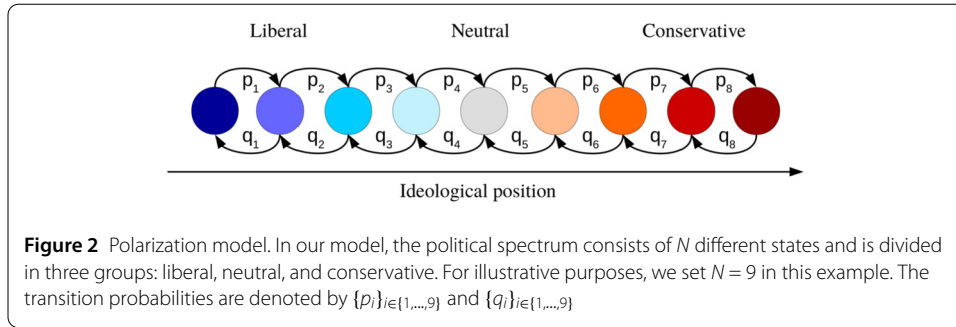 Liberal Neutral Conservative
p1 p2 p3 p4 p5 p6 p7 p8
q1 q2 q3 q4 q5 q6 q7 q8
Ideological position
Figure 2 Polarization model. In our model, the political spectrum consists of N different states and is divided
in three groups: liberal, neutral, and conservative. For illustrative purposes, we set N = 9 in this example. The
transition probabilities are denoted by {pi}i∈{1,...,9} and {qi}i∈{1,...,9}